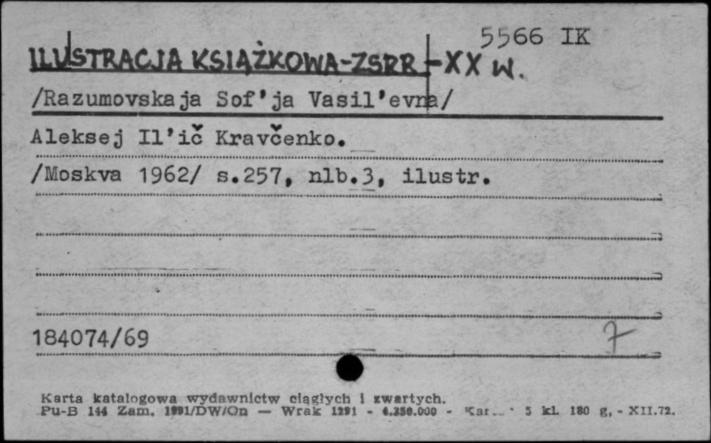 5566 IK
ILUSTRACJA KSIĄŻKOWA-ZSRR-XX W.
/Razumovskaja Sof'ja Vasil'evna/
Aleksej Il'ič Kravčenko.
/Moskva 1962/ s.257, nlb.3, ilustr.
184074/69
7
Karta katalogowa wydawnictw ciągłych i zwartych.
Pu-B 144 Zam. 1991/DW/On — Wrak 1291 - 4.350.000 - 5 kl. 180 g, - XII.72.